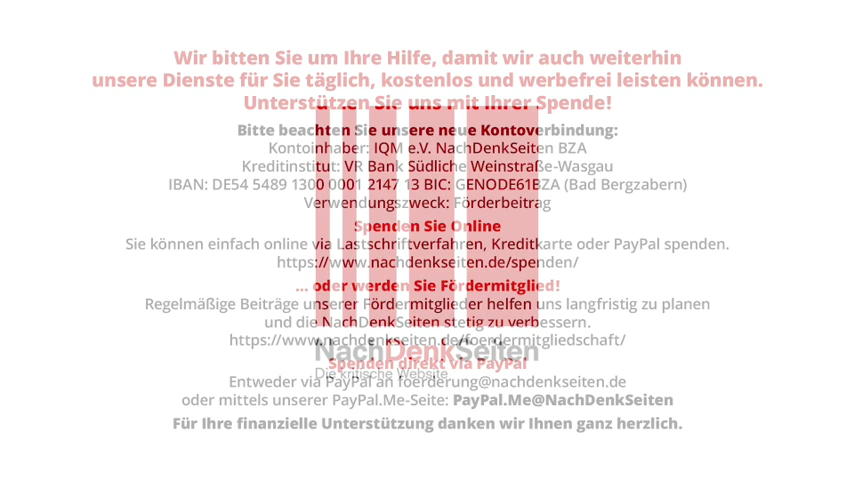 Wir bitten Sie um Ihre Hilfe, damit wir auch weiterhin
unsere Dienste für Sie täglich, kostenlos und werbefrei leisten können.
Unterstützen Sie uns mit Ihrer Spende!
Bitte beachten Sie unsere neue Kontoverbindung:
Kontoinhaber: IQM e.V. NachDenkSeiten BZA
Kreditinstitut: VR Bank Südliche Weinstraße-Wasgau
IBAN: DE54 5489 1300 0001 2147 13 BIC: GENODE61BZA (Bad Bergzabern)
Verwendungszweck: Förderbeitrag
Spenden Sie Online
Sie können einfach online via Lastschriftverfahren, Kreditkarte oder PayPal spenden.
https://www.nachdenkseiten.de/spenden/
... oder werden Sie Fördermitglied!
Regelmäßige Beiträge unserer Fördermitglieder helfen uns langfristig zu planen
und die NachDenkSeiten stetig zu verbessern.
https://www.nachdenkseiten.de/foerdermitgliedschaft/
NachDenkSeiten
Spenden direkt via PayPal
Die kritische Website
Entweder via PayPal an foerderung@nachdenkseiten.de
oder mittels unserer PayPal.Me-Seite: PayPal.Me@NachDenkSeiten
Für Ihre finanzielle Unterstützung danken wir Ihnen ganz herzlich.